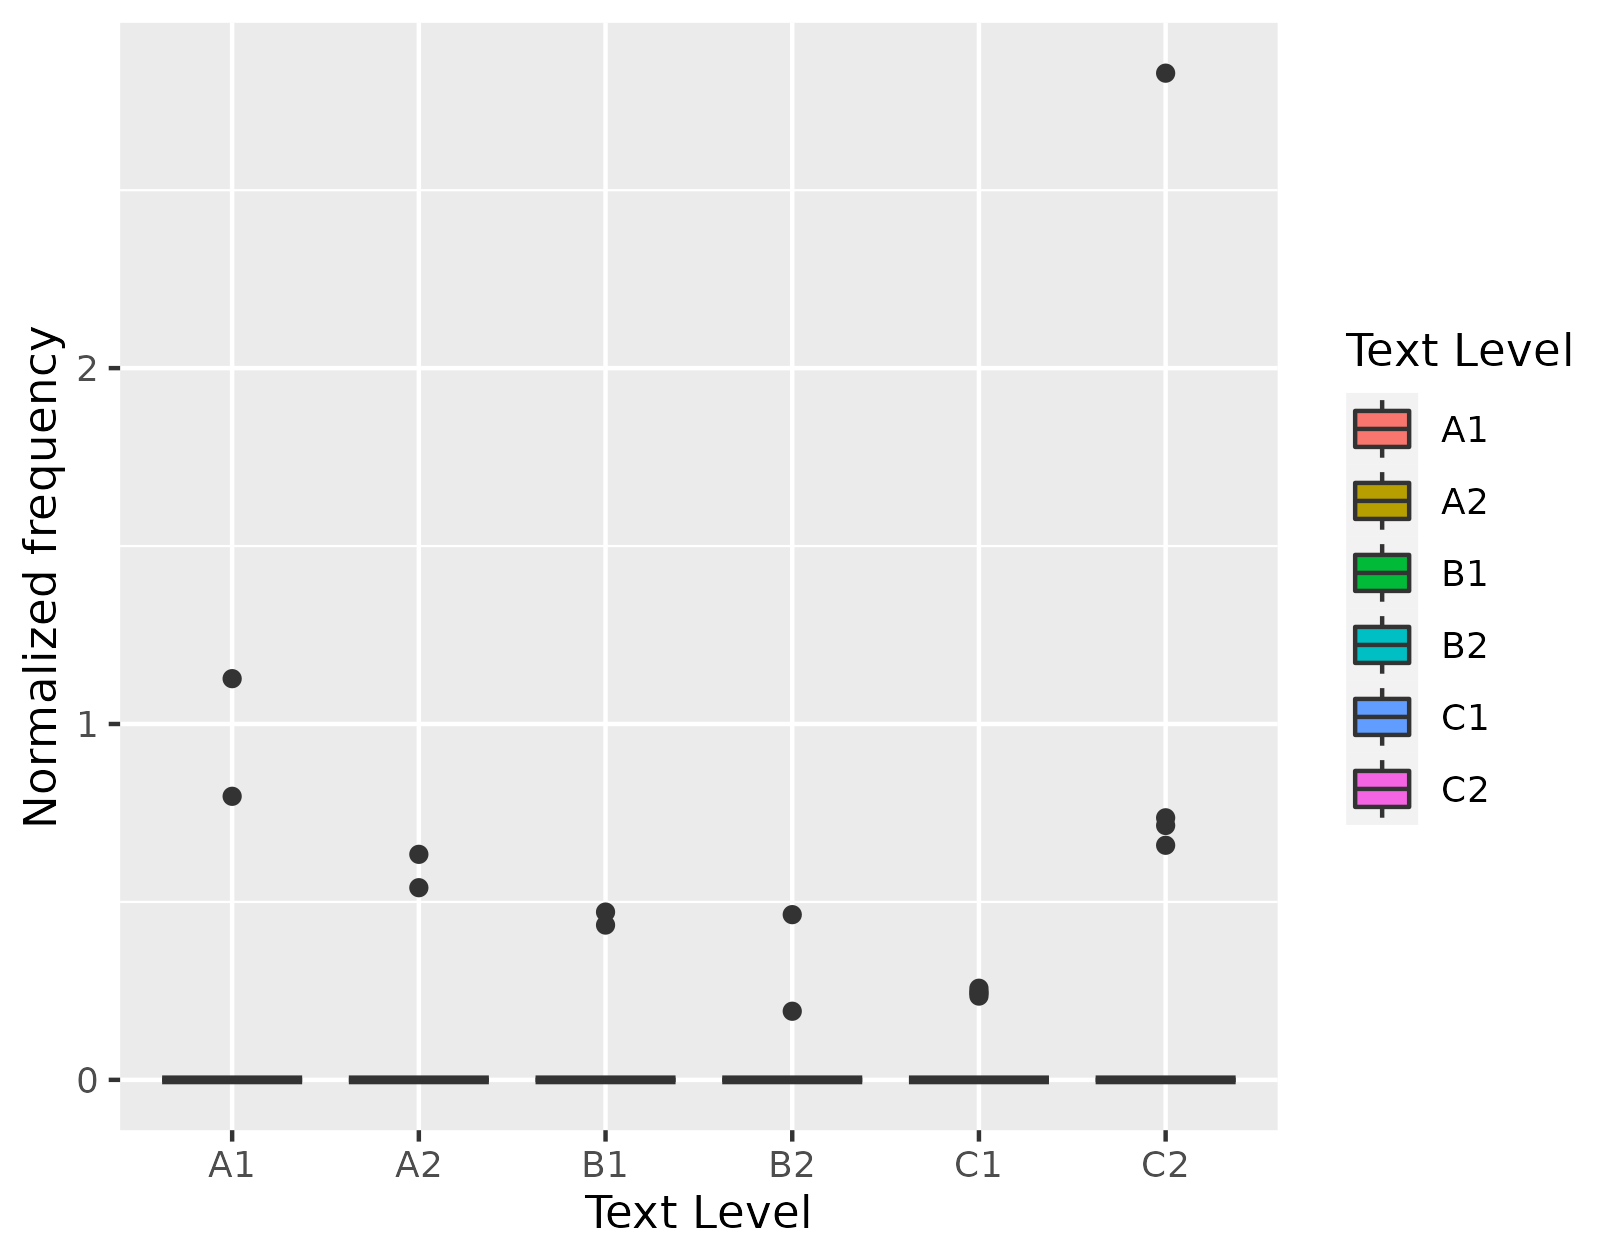 Normalized frequency
2
1
0
A1 A2 B1 B2 C1 C2
Text Level
Text Level
A1
A2
B1
B2
C1
C2